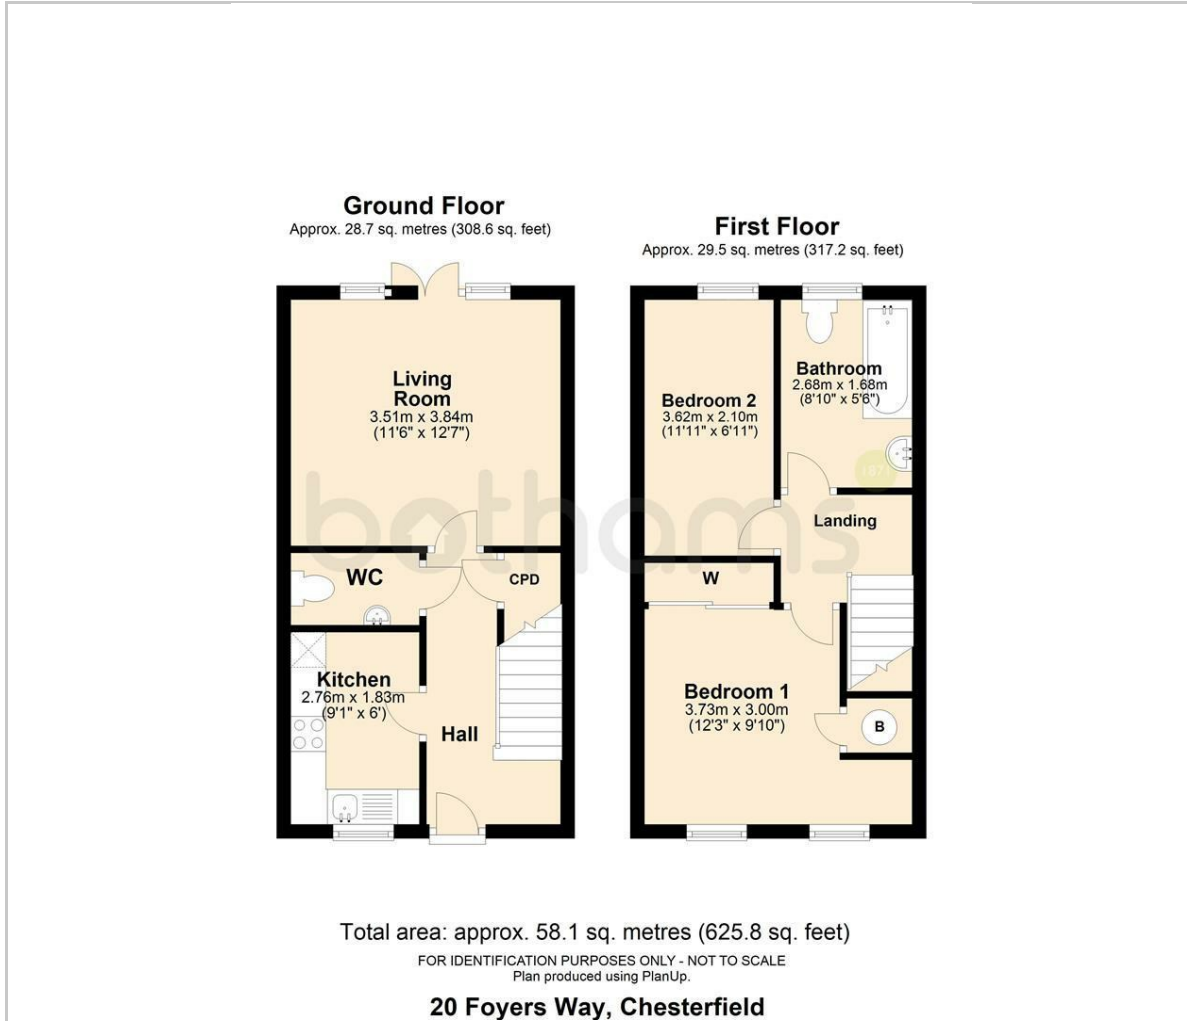 Ground Floor
Approx. 28.7 sq. metres (308.6 sq. feet)
Living
Room
3.51m x 3.84m
(11'6" x 12'7")
WC
CPD
Kitchen
2.76m x 1.83m
(9'1" x 6')
Hall
First Floor
Approx. 29.5 sq. metres (317.2 sq. feet)
Bedroom 2
3.62m x 2.10m
(11'11" x 6'11")
Bathroom
2.68m x 1.68m
(8'10" x 5'6")
Landing
W
Bedroom 1
3.73m x 3.00m
(12'3" x 9'10")
B
bothams
1871
Total area: approx. 58.1 sq. metres (625.8 sq. feet)
FOR IDENTIFICATION PURPOSES ONLY - NOT TO SCALE
Plan produced using PlanUp.
20 Foyers Way, Chesterfield